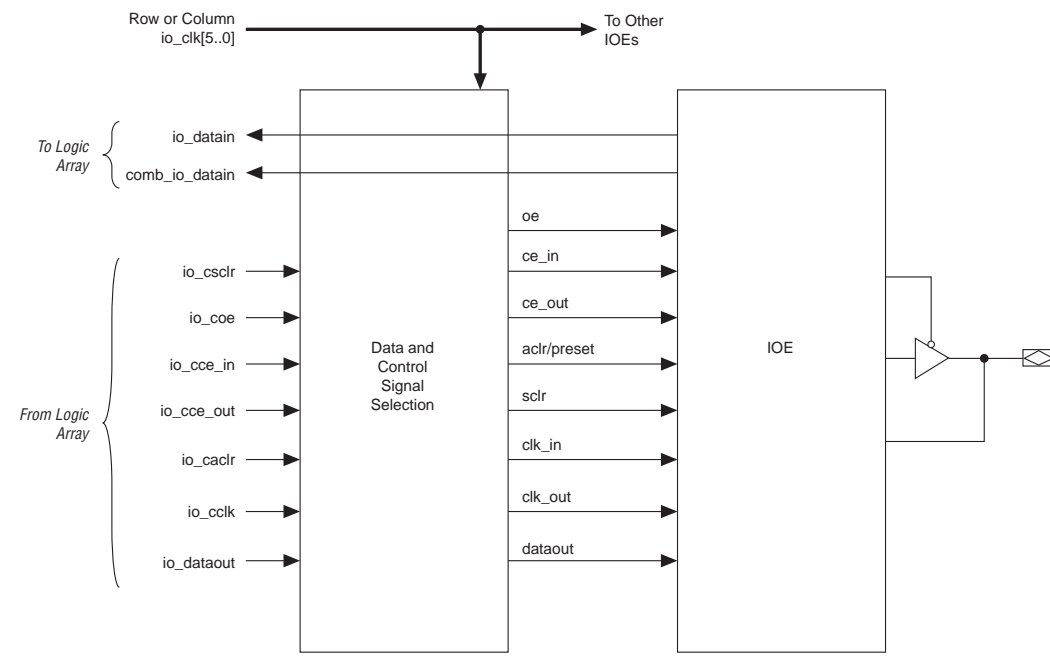 Row or Column
io_clk[5..0]
To Other
IOEs
To Logic
Array
io_datain
comb_io_datain
oe
ce_in
io_csclr
ce_out
io_coe
aclr/preset
io_cce_in
Data and
Control
Signal
Selection
IOE
sclr
io_cce_out
From Logic
Array
clk_in
io_caclr
clk_out
io_cclk
dataout
io_dataout